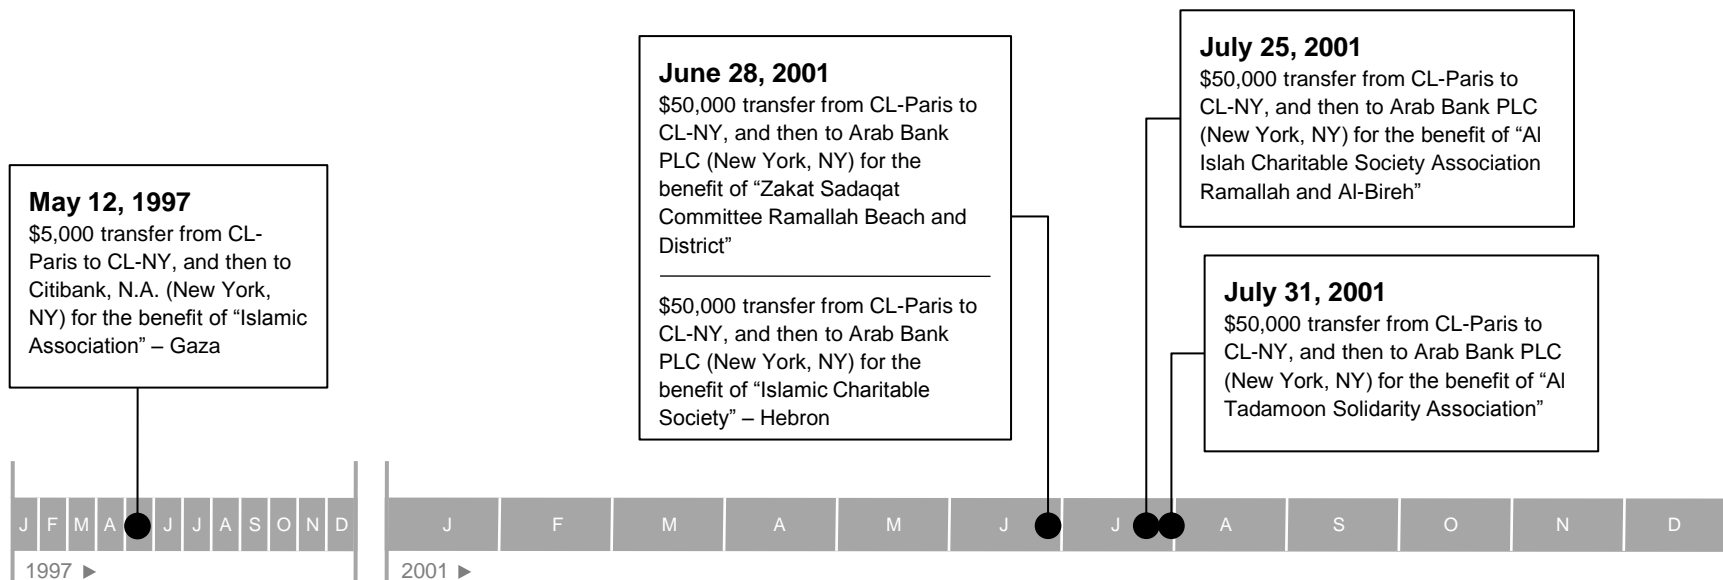 May 12, 1997
$5,000 transfer from CL-
Paris to CL-NY, and then to
Citibank, N.A. (New York,
NY) for the benefit of “Islamic
Association” – Gaza
June 28, 2001
$50,000 transfer from CL-Paris to
CL-NY, and then to Arab Bank
PLC (New York, NY) for the
benefit of “Zakat Sadaqat
Committee Ramallah Beach and
District”
$50,000 transfer from CL-Paris to
CL-NY, and then to Arab Bank
PLC (New York, NY) for the
benefit of “Islamic Charitable
Society” – Hebron
July 25, 2001
$50,000 transfer from CL-Paris to
CL-NY, and then to Arab Bank PLC
(New York, NY) for the benefit of “Al
Islah Charitable Society Association
Ramallah and Al-Bireh”
July 31, 2001
$50,000 transfer from CL-Paris to
CL-NY, and then to Arab Bank PLC
(New York, NY) for the benefit of “Al
Tadamoon Solidarity Association”
J F M A J J A S O N D
J F M A M J J A S O N D
1997 ►
2001 ►